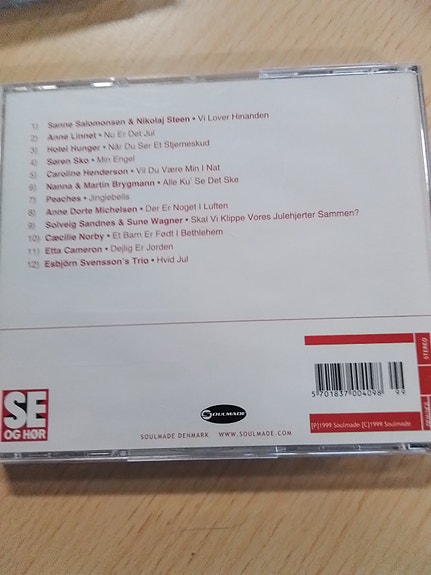 1) Sanne Salomonsen & Nikolaj Steen • Vi Lover Hinanden
2) Anne Linnet • Nu Er Det Jul
3) Hotel Hunger • Når Du Ser Et Stjerneskud
4) Søren Sko • Min Engel
5) Caroline Henderson • Vil Du Være Min I Nat
6) Nanna & Martin Brygmann • Alle Ku' Se Det Ske
7) Peaches • Jinglebells
8) Anne Dorte Michelsen • Der Er Noget I Luften
9) Solveig Sandnes & Sune Wagner • Skal Vi Klippe Vores Julehjerter Sammen?
10) Cæcilie Norby • Et Barn Er Født I Bethlehem
11) Etta Cameron • Dejlig Er Jorden
12) Esbjörn Svensson's Trio • Hvid Jul
STEREO
5 701837 004098 99
SE
OG HØR
SOULMADE
SOULMADE DENMARK WWW.SOULMADE.COM
[P]1999 Soulmade [C]1999 Soulmade